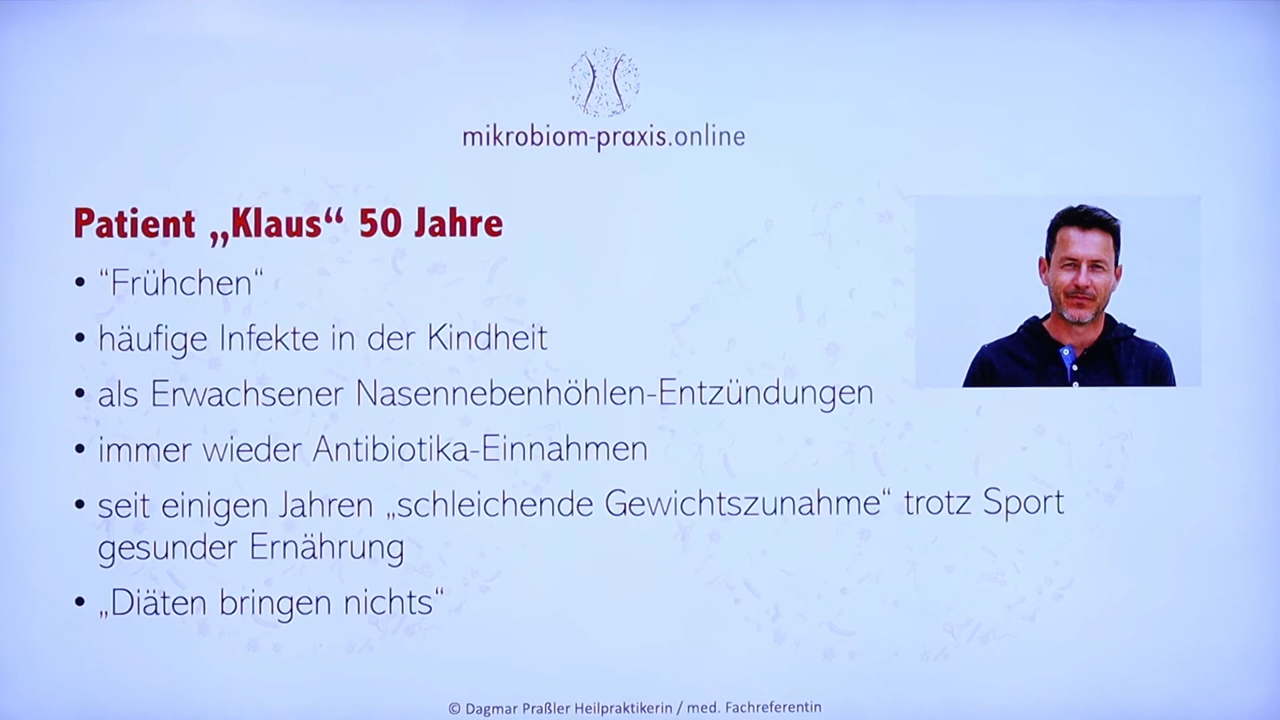 mikrobiom-praxis.online
Patient „Klaus“ 50 Jahre
• “Frühchen“
• häufige Infekte in der Kindheit
• als Erwachsener Nasennebenhöhlen-Entzündungen
• immer wieder Antibiotika-Einnahmen
• seit einigen Jahren „schleichende Gewichtszunahme“ trotz Sport
gesunder Ernährung
• „Diäten bringen nichts“
© Dagmar Praßler Heilpraktikerin / med. Fachreferentin